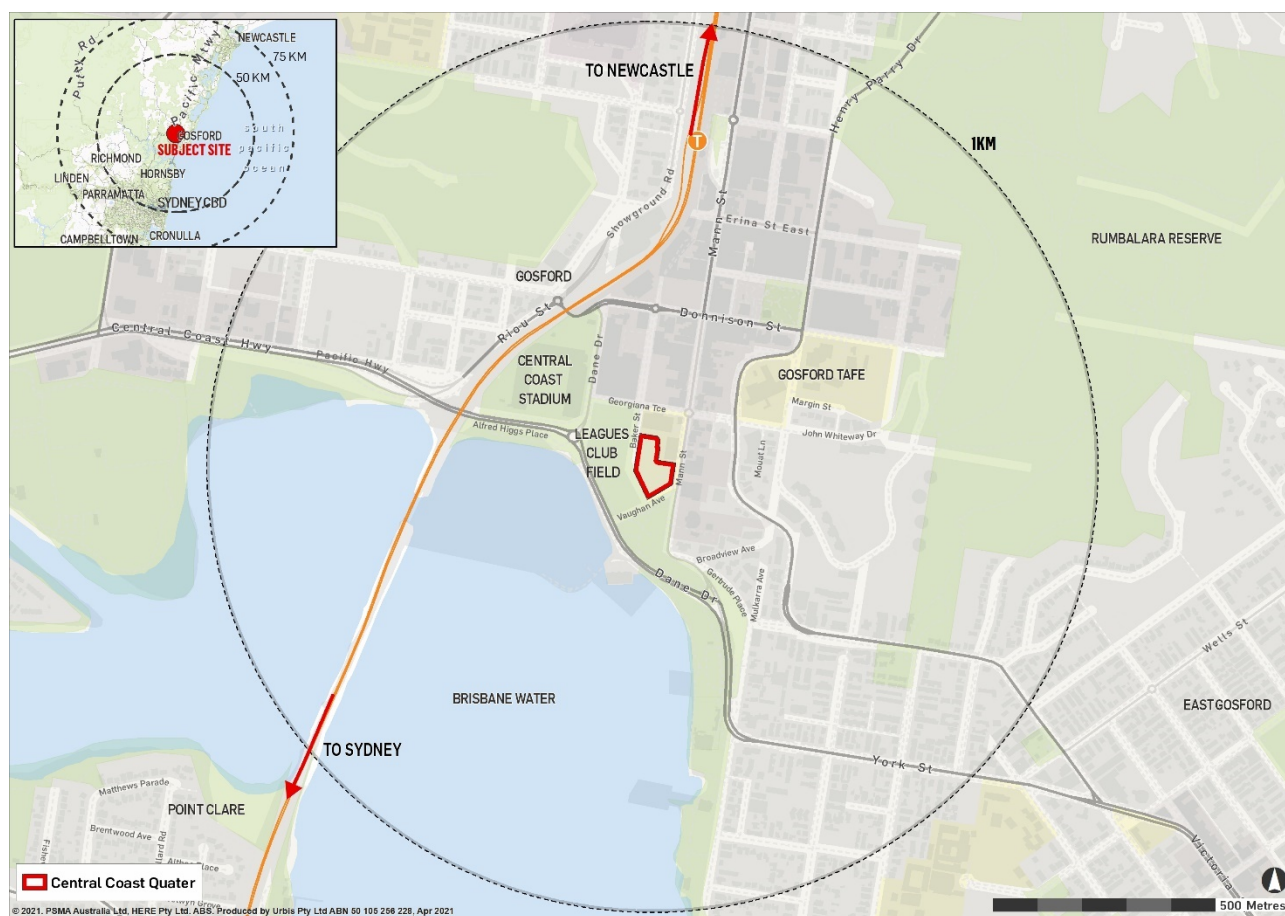 NEWCASTLE
75 KM
50 KM
Putty Rd
Pacific Mtwy
GOSFORD
SUBJECT SITE
south
pacific
ocean
RICHMOND
LINDEN
HORNSBY
PARRAMATTA
SYDNEY CBD
CAMPBELLTOWN
CRONULLA
TO NEWCASTLE
T
1KM
Henry Parry Dr
Showground Rd
Mann St
Erina St East
RUMBALARA RESERVE
GOSFORD
Riou St
Donnison St
Central Coast Hwy
Pacific Hwy
Dane Dr
CENTRAL
COAST
STADIUM
GOSFORD TAFE
Georgiana Tce
Margin St
Alfred Higgs Place
Baker St
John Whiteway Dr
LEAGUES
CLUB
FIELD
Mann St
Mouat Ln
Vaughan Ave
Broadview Ave
Dane Dr
Gertrude Place
Mulkarra Ave
Wells St
BRISBANE WATER
EAST GOSFORD
TO SYDNEY
York St
Matthews Parade
POINT CLARE
Brentwood Ave
Victoria
Central Coast Quater
500 Metres
© 2021. PSMA Australia Ltd, HERE Pty Ltd. ABS. Produced by Urbis Pty Ltd ABN 50 105 256 228, Apr 2021